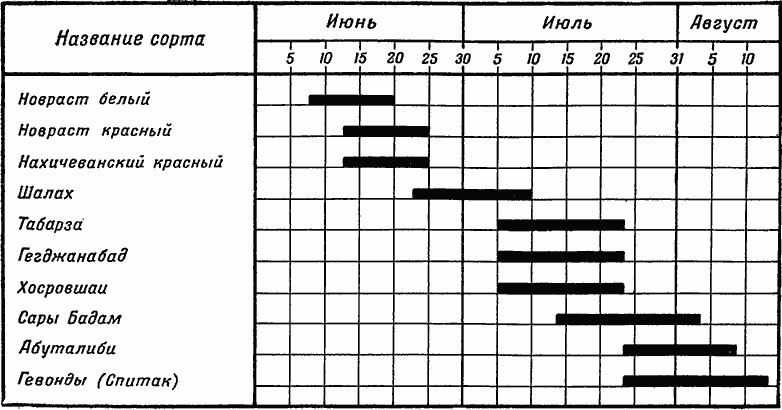 Название сорта
Июнь Июль Август
5 10 15 20 25 30 5 10 15 20 25 31 5 10
Новраст белый
Новраст красный
Нахичеванский красный
Шалах
Табарза
Гегджанабад
Хосровшаи
Сары Бадам
Абуталиби
Гевонды (Спитак)